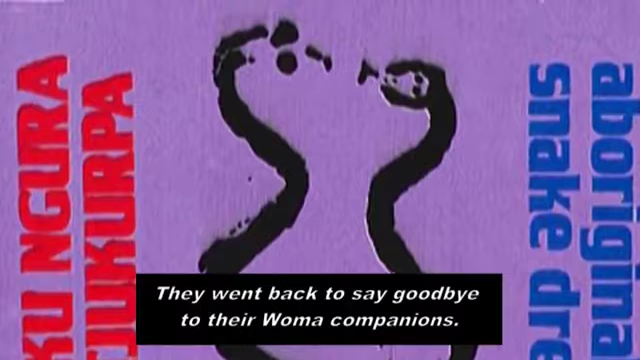 KU NGURA
TJUKURPA
aborigina
snake dre
They went back to say goodbye
to their Woma companions.